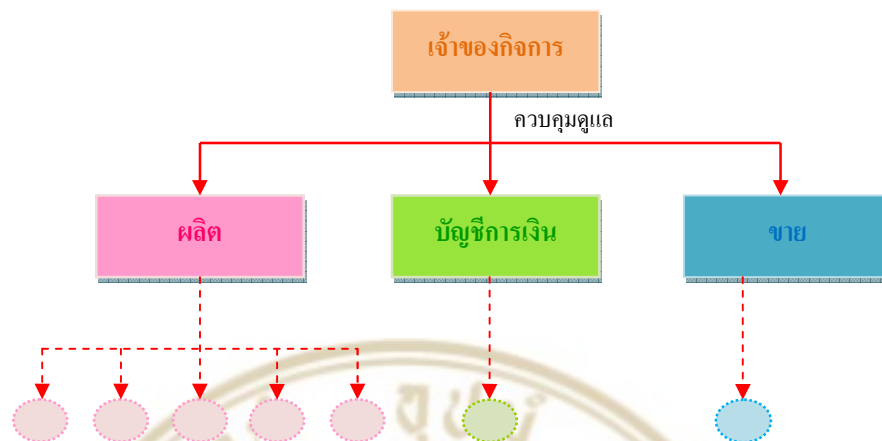 เจ้าของกิจการ
ควบคุมดูแล
ผลิต
บัญชีการเงิน
ขาย